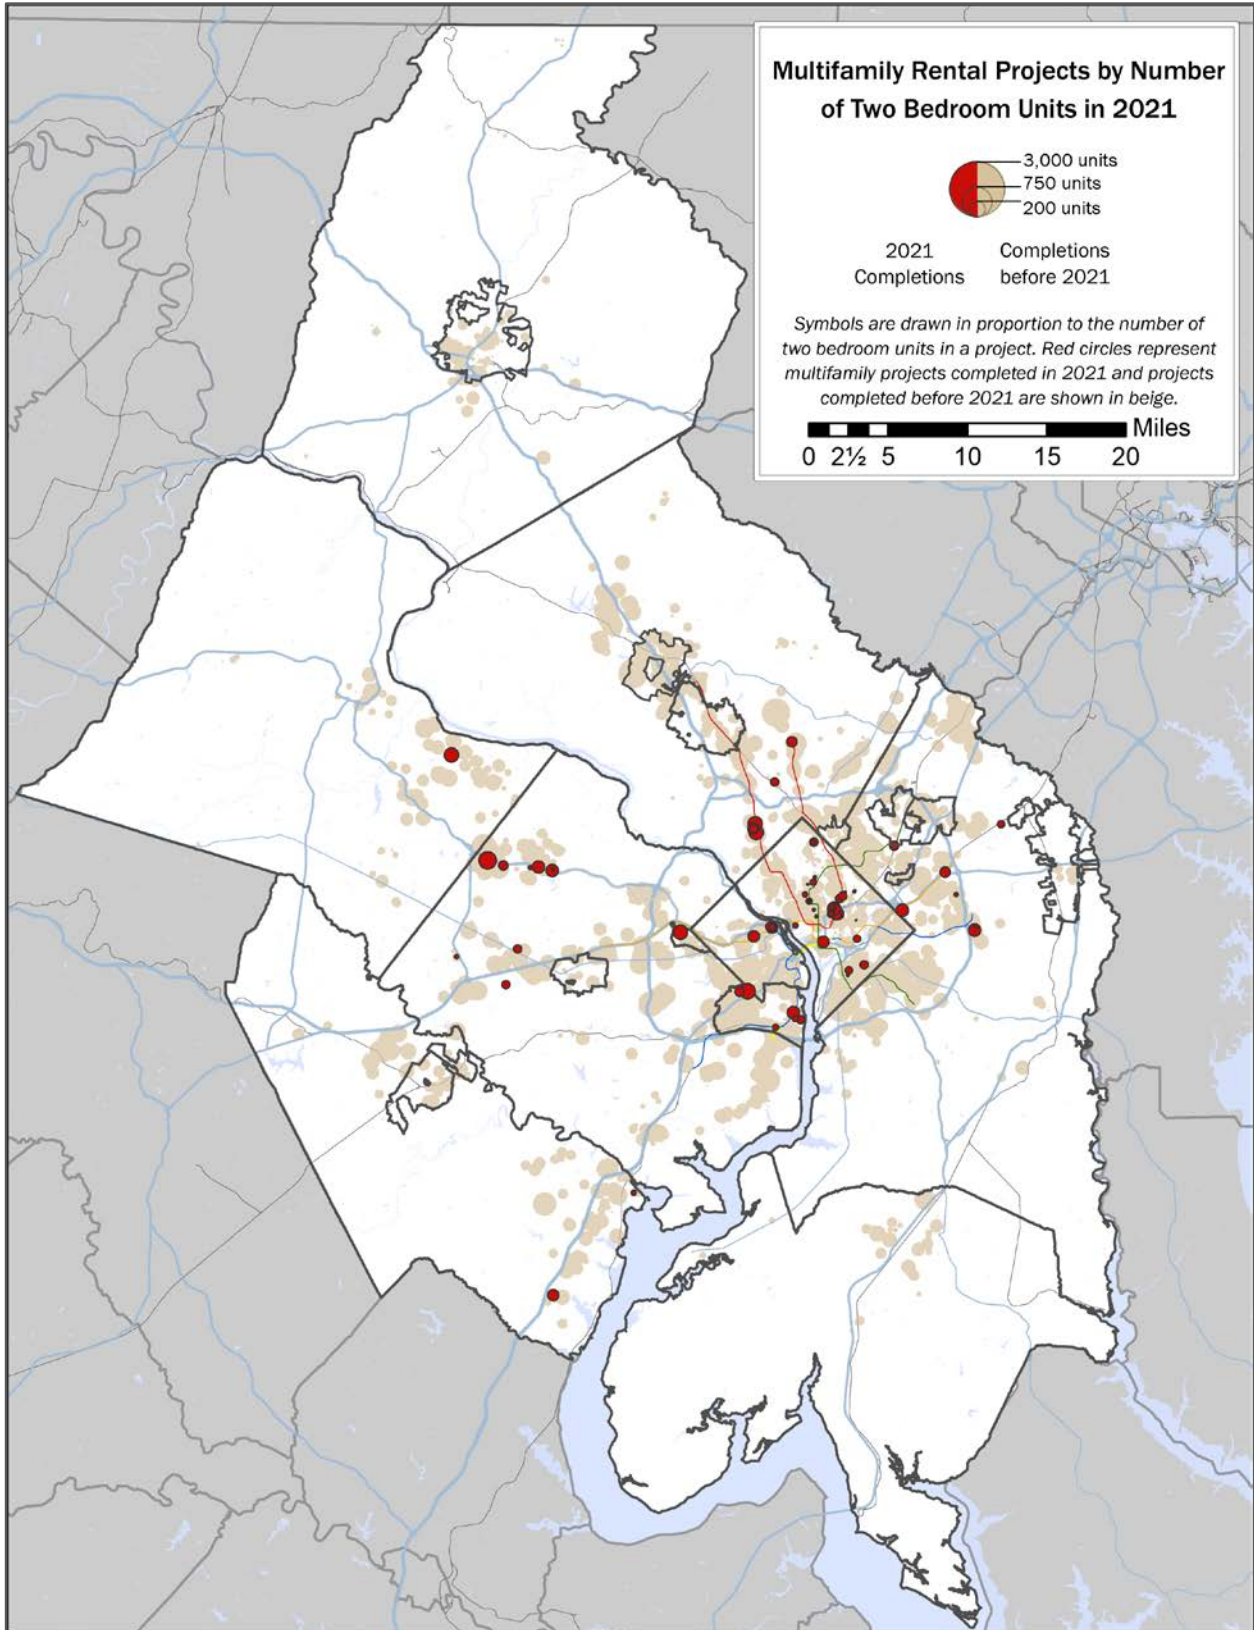 Multifamily Rental Projects by Number
of Two Bedroom Units in 2021
3,000 units
750 units
200 units
2021
Completions
Completions
before 2021
Symbols are drawn in proportion to the number of
two bedroom units in a project. Red circles represent
multifamily projects completed in 2021 and projects
completed before 2021 are shown in beige.
Miles
0 2½ 5 10 15 20